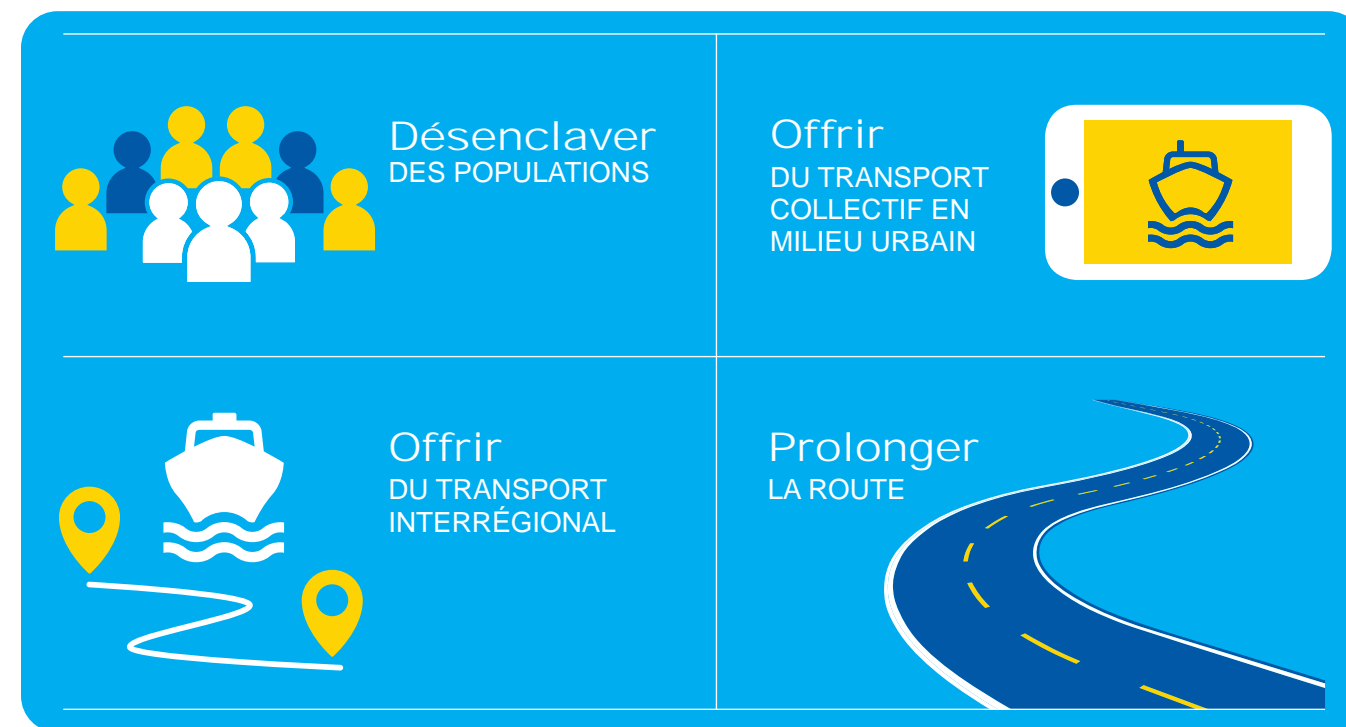 Désenclaver
DES POPULATIONS
Offrir
DU TRANSPORT
COLLECTIF EN
MILIEU URBAIN
Offrir
DU TRANSPORT
INTERRÉGIONAL
Prolonger
LA ROUTE